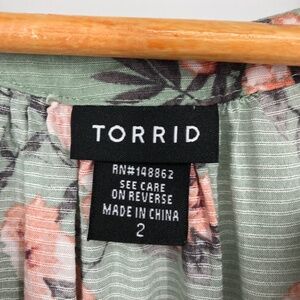 TORRID
RN#148862
SEE CARE
ON REVERSE
MADE IN CHINA
2